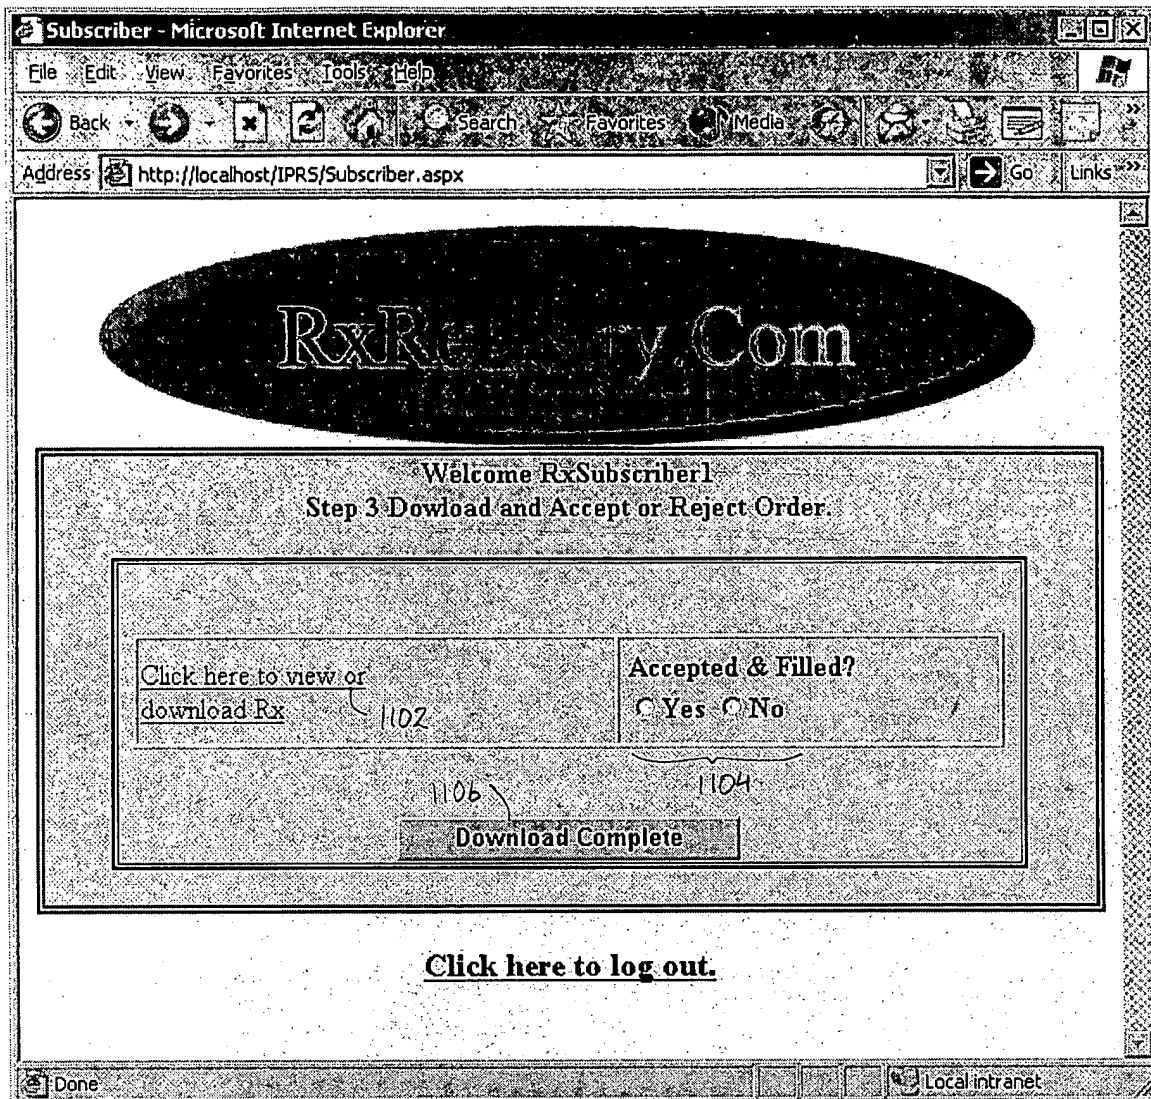 Subscriber - Microsoft Internet Explorer
File Edit View Favorites Tools Help
Back Search Favorites Media
Address http://localhost/IPRS/Subscriber.aspx Go Links
Welcome RxSubscriber1
Step 3 Dowload and Accept or Reject Order.
Click here to view or
download Rx
1102
Accepted & Filled?
Yes No
1104
1106
Download Complete
Click here to log out.
Done Local intranet